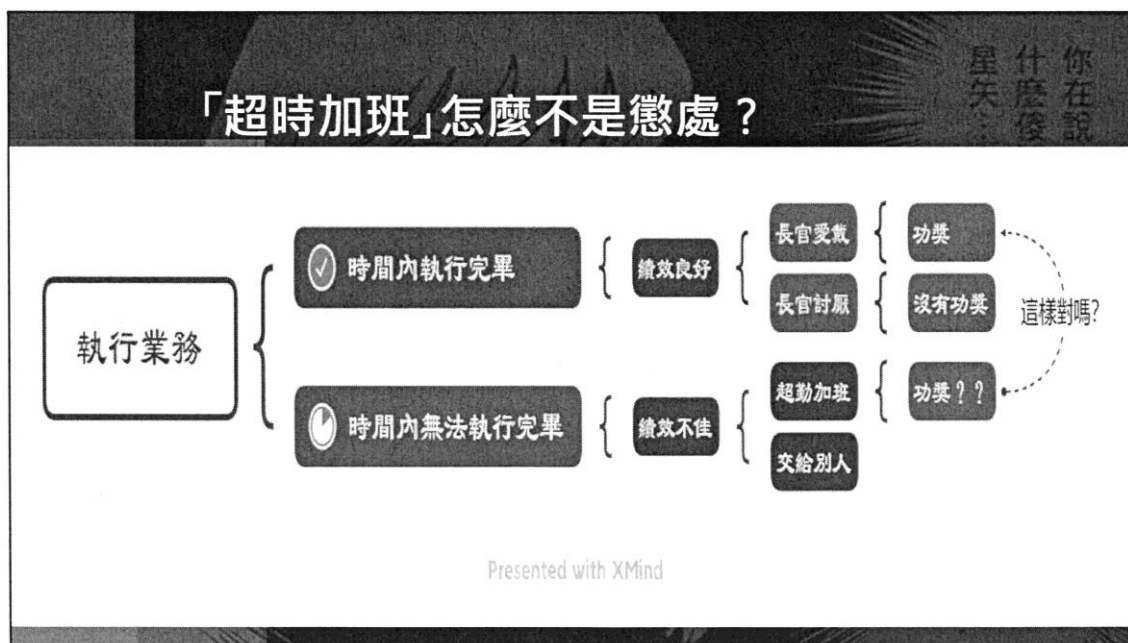 「超時加班」怎麼不是懲處？
你在說
什麼傻
星矢…
執行業務
時間內執行完畢
績效良好
長官愛戴
功獎
長官討厭
沒有功獎
這樣對嗎?
時間內無法執行完畢
績效不佳
超勤加班
功獎？？
交給別人
Presented with XMind